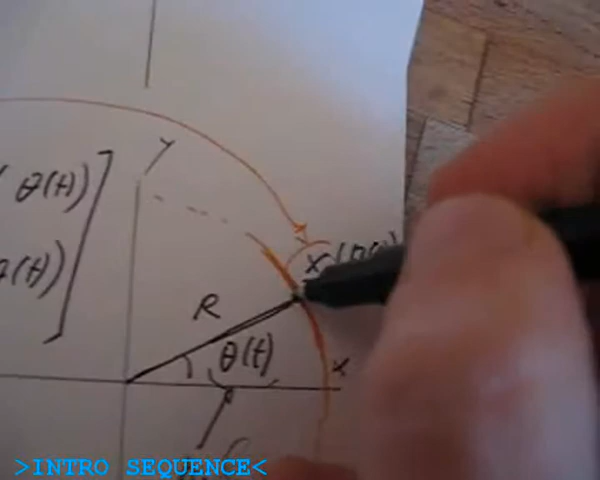 y
θ(t))
θ(t))
R
θ(t)
x
>INTRO SEQUENCE<